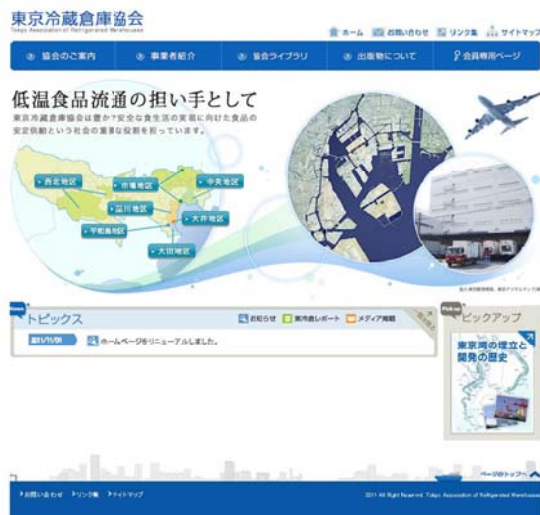 東京冷蔵倉庫協会
Tokyo Association of Refrigerated Warehouses
ホーム お問い合わせ リンク集 サイトマップ
協会のご案内 事業者紹介 協会ライブラリ 出版物について 会員専用ページ
低温食品流通の担い手として
東京冷蔵倉庫協会は豊か?安全な食生活の実現に向けた食品の
安定供給という社会の重要な役割を担っています。
西北地区 市場地区 中央地区
品川地区 大井地区
平和島地区
大田地区
News
トピックス お知らせ 東冷倉レポート メディア掲載
ホームページをリニューアルしました。
Pick up
ピックアップ
東京湾の埋立と
開発の歴史
ページのトップへ
お問い合わせ リンク集 サイトマップ
2011 All Right Reserved. Tokyo Association of Refrigerated Warehouses